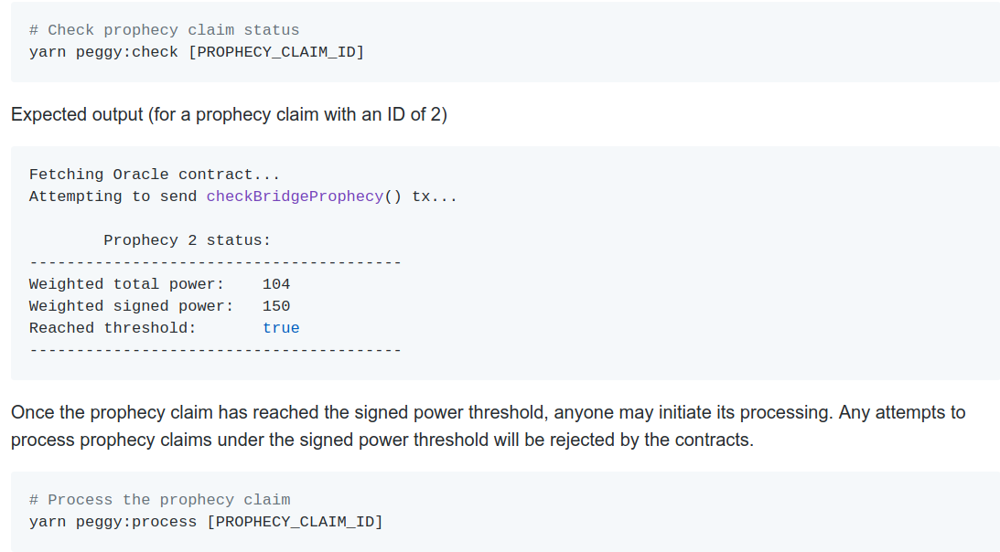 # Check prophecy claim status
yarn peggy:check [PROPHECY_CLAIM_ID]
Expected output (for a prophecy claim with an ID of 2)
Fetching Oracle contract...
Attempting to send checkBridgeProphecy() tx...
Prophecy 2 status:
----------------------------------------
Weighted total power:    104
Weighted signed power:   150
Reached threshold:       true
----------------------------------------
Once the prophecy claim has reached the signed power threshold, anyone may initiate its processing. Any attempts to
process prophecy claims under the signed power threshold will be rejected by the contracts.
# Process the prophecy claim
yarn peggy:process [PROPHECY_CLAIM_ID]